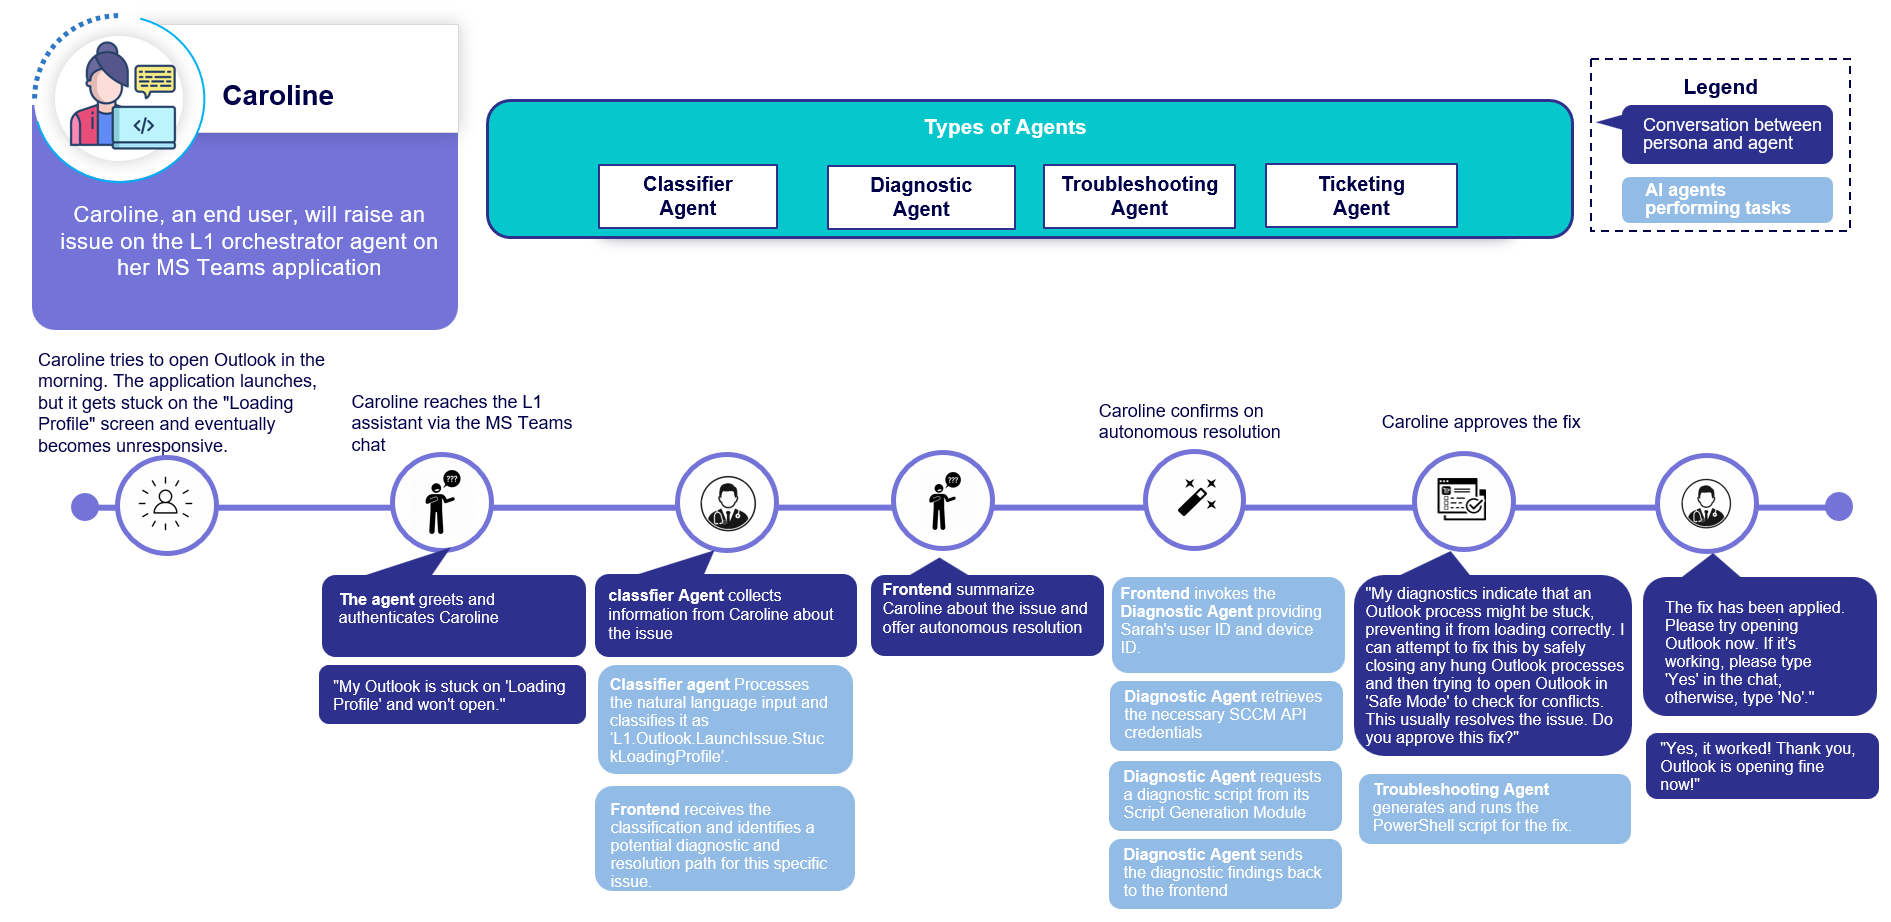 Caroline
Caroline, an end user, will raise an
issue on the L1 orchestrator agent on
her MS Teams application
Types of Agents
Classifier
Agent
Diagnostic
Agent
Troubleshooting
Agent
Ticketing
Agent
Legend
Conversation between
persona and agent
AI agents
performing tasks
Caroline tries to open Outlook in the
morning. The application launches,
but it gets stuck on the "Loading
Profile" screen and eventually
becomes unresponsive.
Caroline reaches the L1
assistant via the MS Teams
chat
Caroline confirms on
autonomous resolution
Caroline approves the fix
???
???
The agent greets and
authenticates Caroline
"My Outlook is stuck on 'Loading
Profile' and won't open."
classfier Agent collects
information from Caroline about
the issue
Classifier agent Processes
the natural language input and
classifies it as
'L1.Outlook.LaunchIssue.Stuc
kLoadingProfile'.
Frontend receives the
classification and identifies a
potential diagnostic and
resolution path for this specific
issue.
Frontend summarize
Caroline about the issue and
offer autonomous resolution
Frontend invokes the
Diagnostic Agent providing
Sarah's user ID and device
ID.
Diagnostic Agent retrieves
the necessary SCCM API
credentials
Diagnostic Agent requests
a diagnostic script from its
Script Generation Module
Diagnostic Agent sends
the diagnostic findings back
to the frontend
"My diagnostics indicate that an
Outlook process might be stuck,
preventing it from loading correctly. I
can attempt to fix this by safely
closing any hung Outlook processes
and then trying to open Outlook in
'Safe Mode' to check for conflicts.
This usually resolves the issue. Do
you approve this fix?"
Troubleshooting Agent
generates and runs the
PowerShell script for the fix.
The fix has been applied.
Please try opening
Outlook now. If it's
working, please type
'Yes' in the chat,
otherwise, type 'No'."
"Yes, it worked! Thank you,
Outlook is opening fine
now!"